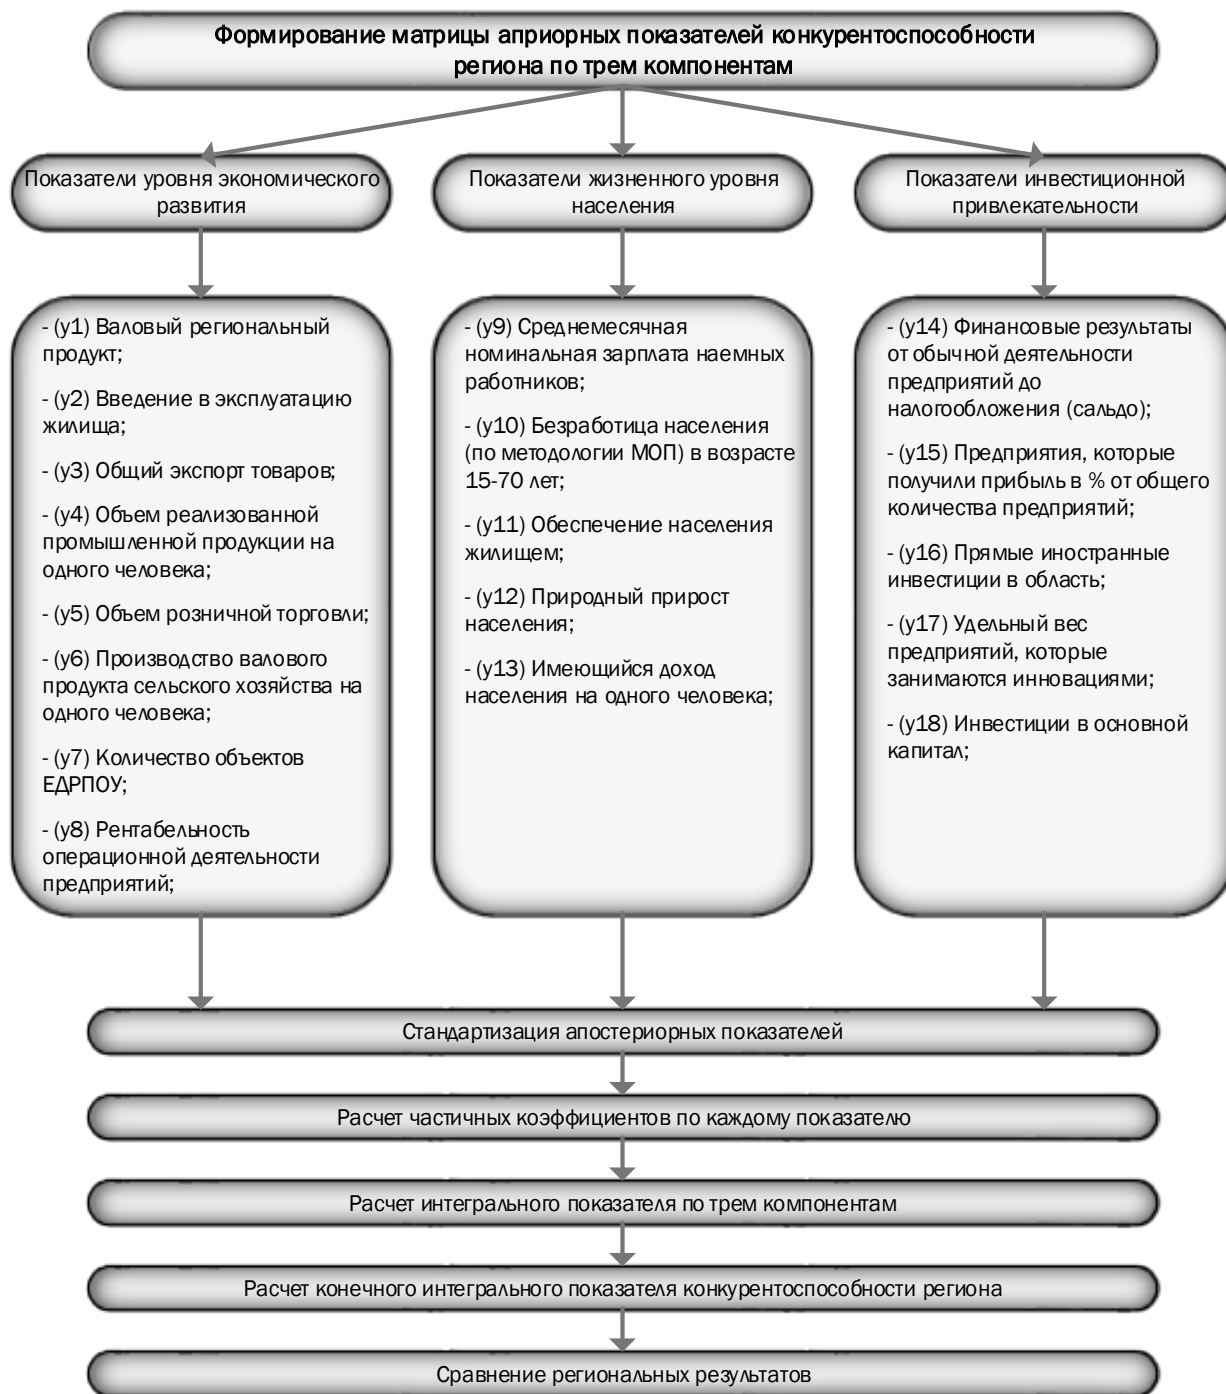 Формирование матрицы априорных показателей конкурентоспособности
региона по трем компонентам
Показатели уровня экономического
развития
Показатели жизненного уровня
населения
Показатели инвестиционной
привлекательности
- (у1) Валовый региональный
продукт;
- (у2) Введение в эксплуатацию
жилища;
- (у3) Общий экспорт товаров;
- (у4) Объем реализованной
промышленной продукции на
одного человека;
- (у5) Объем розничной торговли;
- (у6) Производство валового
продукта сельского хозяйства на
одного человека;
- (у7) Количество объектов
ЕДРПОУ;
- (у8) Рентабельность
операционной деятельности
предприятий;
- (у9) Среднемесячная
номинальная зарплата наемных
работников;
- (у10) Безработица населения
(по методологии МОП) в возрасте
15-70 лет;
- (у11) Обеспечение населения
жилищем;
- (у12) Природный прирост
населения;
- (у13) Имеющийся доход
населения на одного человека;
- (у14) Финансовые результаты
от обычной деятельности
предприятий до
налогообложения (сальдо);
- (у15) Предприятия, которые
получили прибыль в % от общего
количества предприятий;
- (у16) Прямые иностранные
инвестиции в область;
- (у17) Удельный вес
предприятий, которые
занимаются инновациями;
- (у18) Инвестиции в основной
капитал;
Стандартизация апостериорных показателей
Расчет частичных коэффициентов по каждому показателю
Расчет интегрального показателя по трем компонентам
Расчет конечного интегрального показателя конкурентоспособности региона
Сравнение региональных результатов